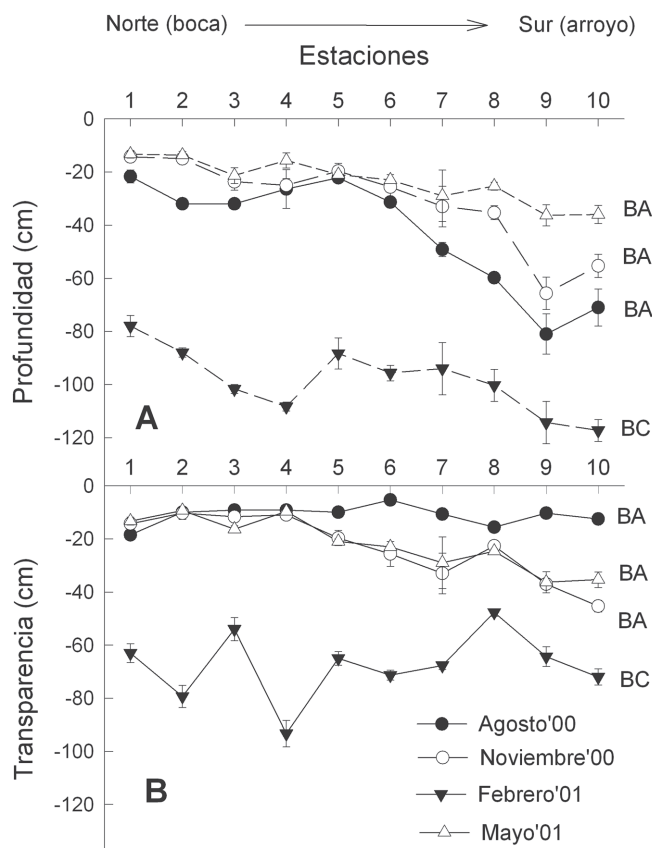 Norte (boca) Sur (arroyo)
Estaciones
1 2 3 4 5 6 7 8 9 10
0
-20
-40
-60
-80
-100
-120
Profundidad (cm)
A
BA
BA
BA
BC
1 2 3 4 5 6 7 8 9 10
0
-20
-40
-60
-80
-100
-120
Transparencia (cm)
B
BA
BA
BA
BC
Agosto'00
Noviembre'00
Febrero'01
Mayo'01